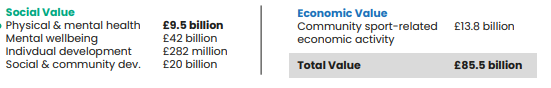 Social Value
Physical & mental health £9.5 billion
Mental wellbeing £42 billion
Indivdual development £282 million
Social & community dev. £20 billion
Economic Value
Community sport-related £13.8 billion
economic activity
Total Value £85.5 billion